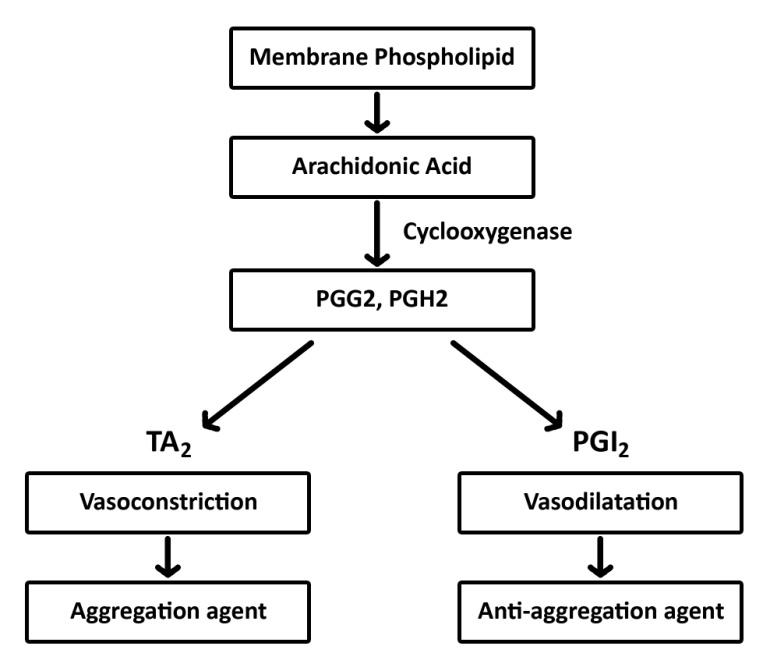 Membrane Phospholipid
Arachidonic Acid
Cyclooxygenase
PGG2, PGH2
TA₂
PGI₂
Vasoconstriction
Vasodilatation
Aggregation agent
Anti-aggregation agent